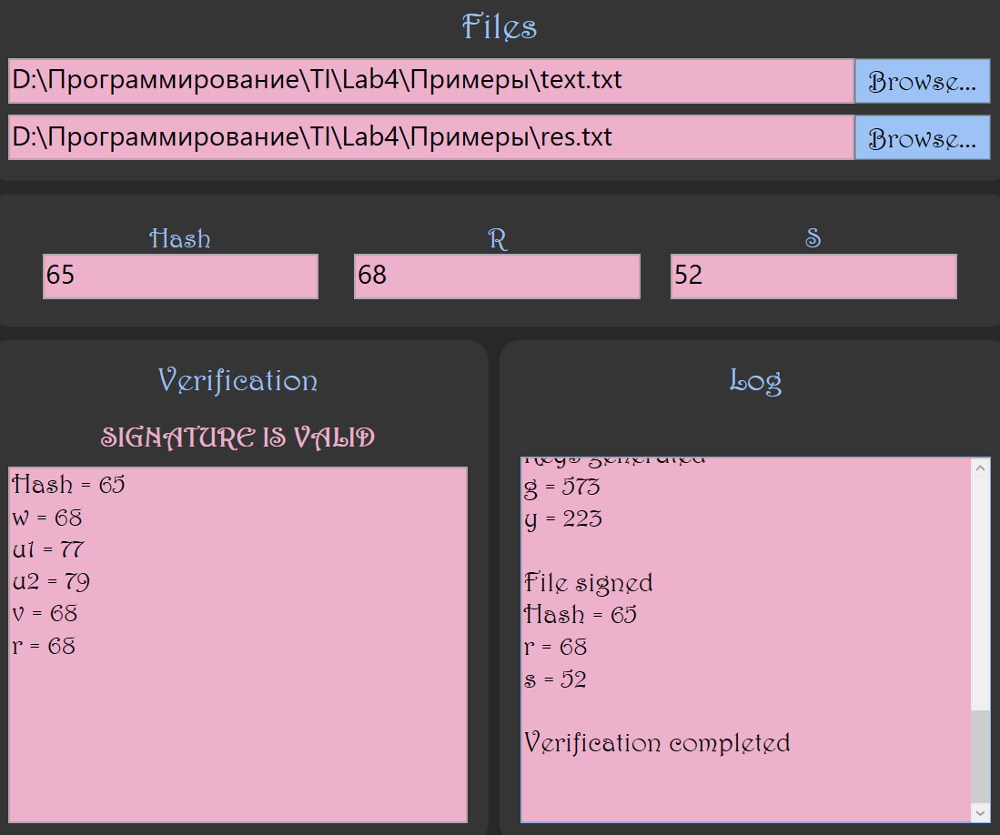 Files
D:\Программирование\TI\Lab4\Примеры\text.txt
Browse...
D:\Программирование\TI\Lab4\Примеры\res.txt
Browse...
Hash
R
S
65
68
52
Verification
SIGNATURE IS VALID
Hash = 65
w = 68
u1 = 77
u2 = 79
v = 68
r = 68
Log
Keys generated
g = 573
y = 223
File signed
Hash = 65
r = 68
s = 52
Verification completed